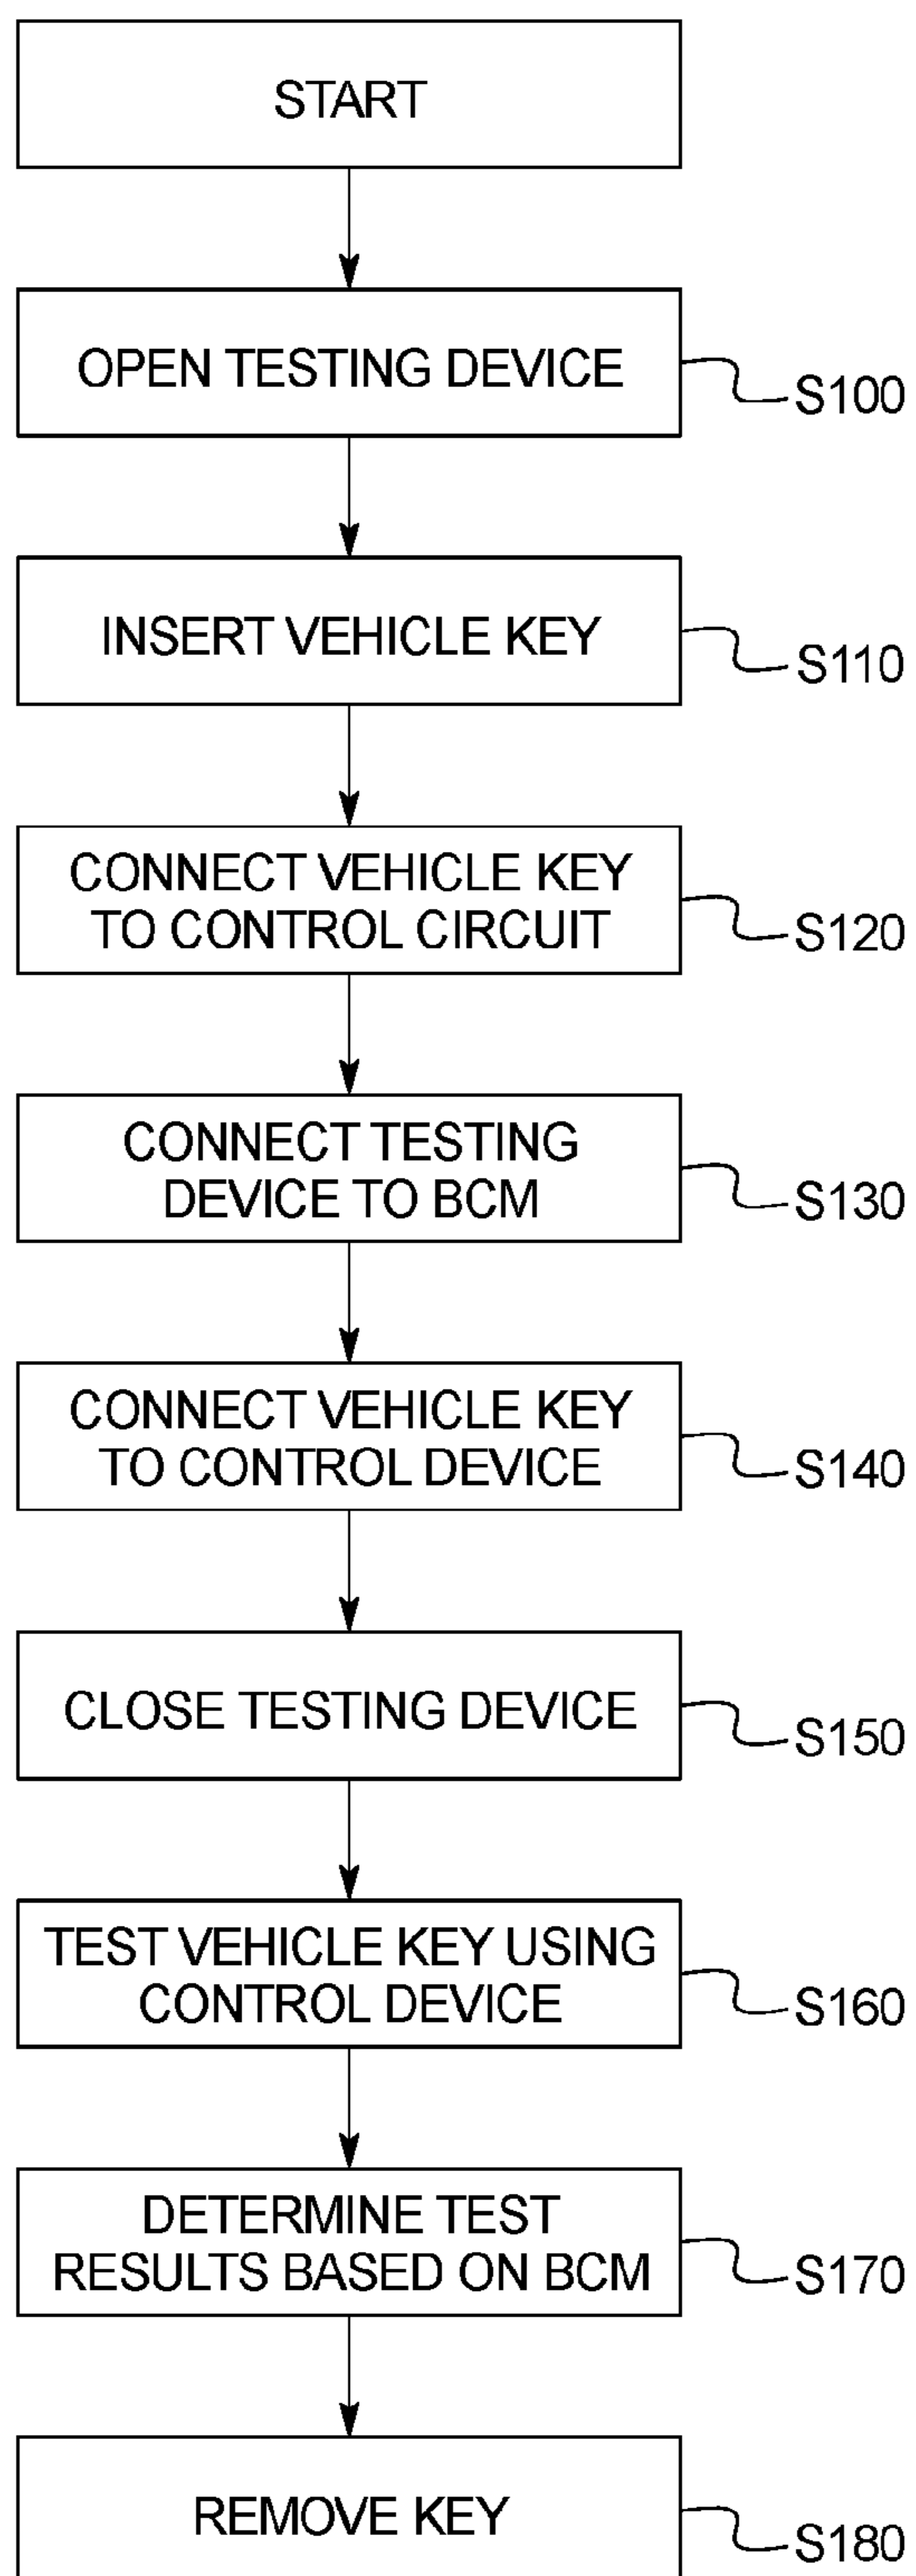 START
OPEN TESTING DEVICE
S100
INSERT VEHICLE KEY
S110
CONNECT VEHICLE KEY
TO CONTROL CIRCUIT
S120
CONNECT TESTING
DEVICE TO BCM
S130
CONNECT VEHICLE KEY
TO CONTROL DEVICE
S140
CLOSE TESTING DEVICE
S150
TEST VEHICLE KEY USING
CONTROL DEVICE
S160
DETERMINE TEST
RESULTS BASED ON BCM
S170
REMOVE KEY
S180